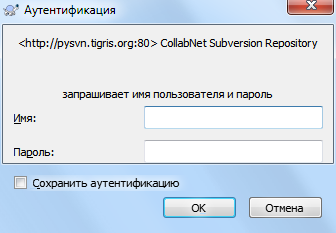 Аутентификация
<http://pysvn.tigris.org:80> CollabNet Subversion Repository
запрашивает имя пользователя и пароль
Имя:
Пароль:
Сохранить аутентификацию
OK
Отмена